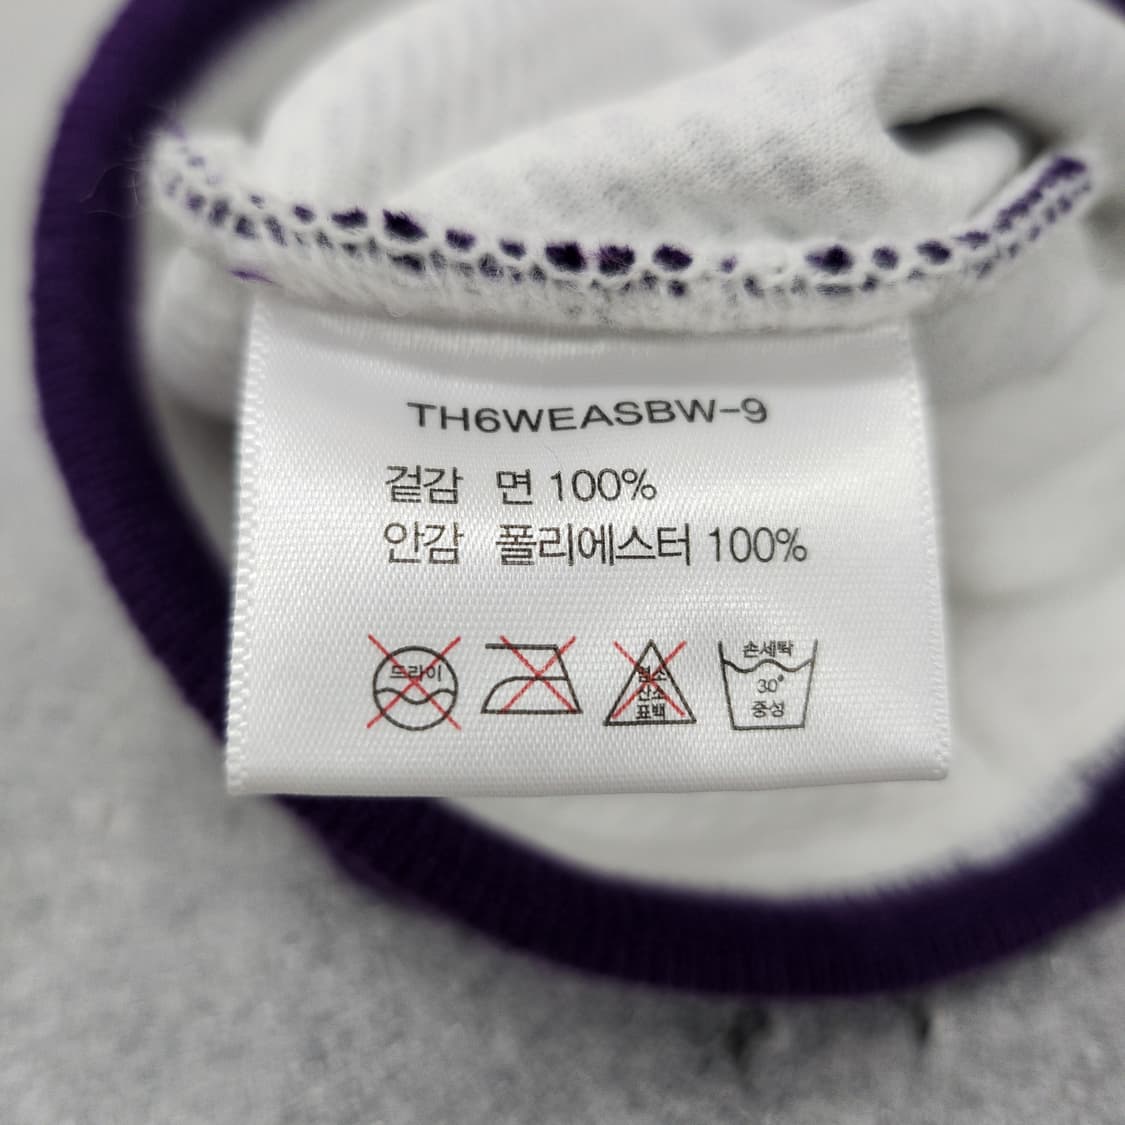 TH6WEASBW-9
겉감 면 100%
안감 폴리에스터 100%
드라이
염소
산소
표백
손세탁
30°
중성